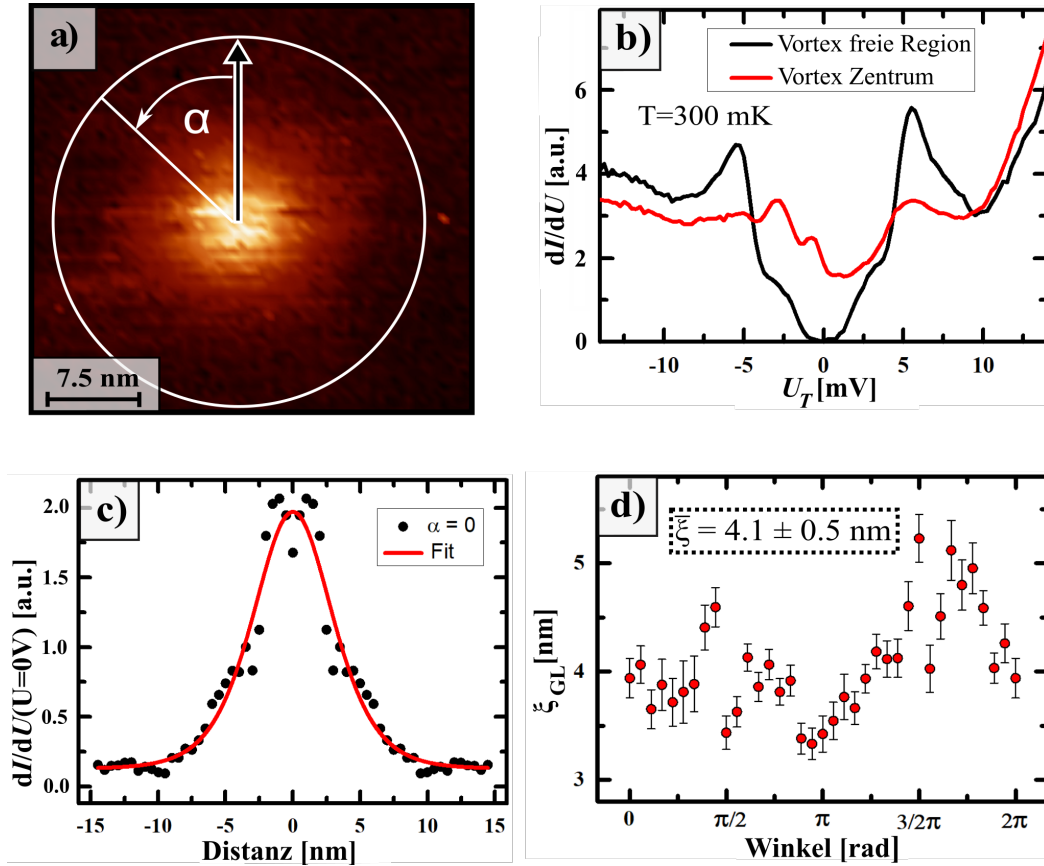 a)
α
7.5 nm
b)
Vortex freie Region
Vortex Zentrum
T=300 mK
dI/dU [a.u.]
6
4
2
0
-10
-5
0
5
10
U_T [mV]
c)
α = 0
Fit
dI/dU(U=0V) [a.u.]
2.0
1.5
1.0
0.5
0.0
-15
-10
-5
0
5
10
15
Distanz [nm]
d)
ξ̅ = 4.1 ± 0.5 nm
ξ_GL [nm]
5
4
3
0
π/2
π
3/2π
2π
Winkel [rad]